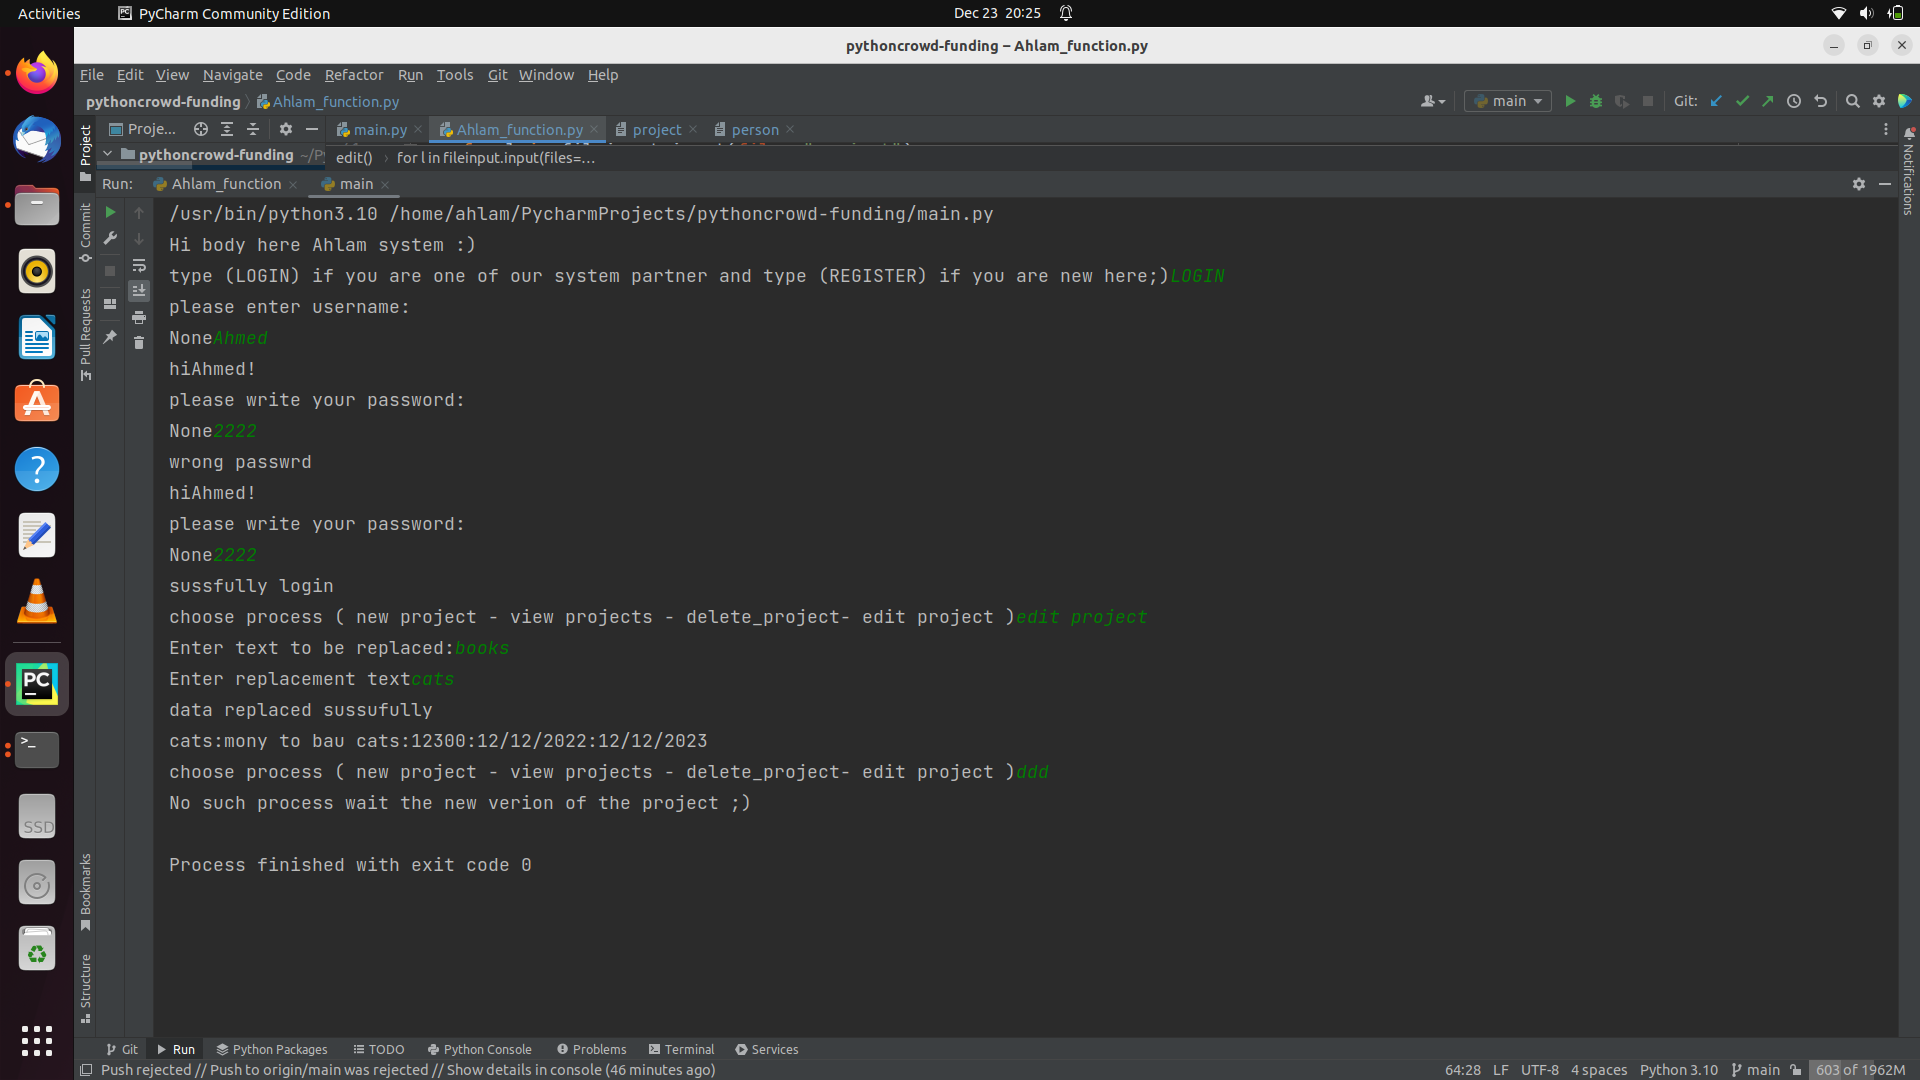 Activities PyCharm Community Edition Dec 23 20:25
pythoncrowd-funding – Ahlam_function.py
File Edit View Navigate Code Refactor Run Tools Git Window Help
pythoncrowd-funding Ahlam_function.py main Git:
Project Proje... main.py Ahlam_function.py project person Notifications
pythoncrowd-funding ~/Py edit() for l in fileinput.input(files=...
Run: Ahlam_function main
/usr/bin/python3.10 /home/ahlam/PycharmProjects/pythoncrowd-funding/main.py
Hi body here Ahlam system :)
type (LOGIN) if you are one of our system partner and type (REGISTER) if you are new here;)LOGIN
please enter username:
NoneAhmed
hiAhmed!
please write your password:
None2222
wrong passwrd
hiAhmed!
please write your password:
None2222
sussfully login
choose process ( new project - view projects - delete_project- edit project )edit project
Enter text to be replaced:books
Enter replacement textcats
data replaced sussufully
cats:mony to bau cats:12300:12/12/2022:12/12/2023
choose process ( new project - view projects - delete_project- edit project )ddd
No such process wait the new verion of the project ;)
Process finished with exit code 0
Commit
Pull Requests
Bookmarks
Structure
PC
SSD
Git Run Python Packages TODO Python Console Problems Terminal Services
Push rejected // Push to origin/main was rejected // Show details in console (46 minutes ago) 64:28 LF UTF-8 4 spaces Python 3.10 main 603 of 1962M